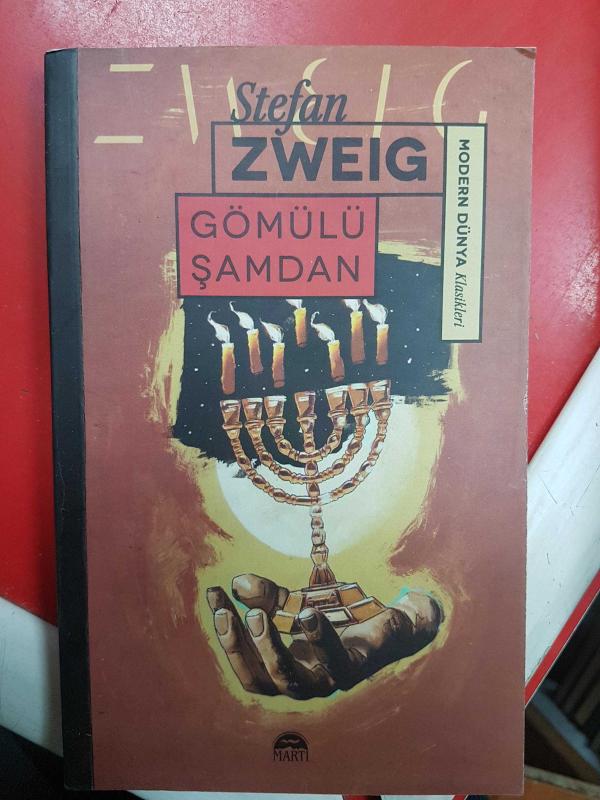 ZWEIG
Stefan
ZWEIG
GÖMÜLÜ
ŞAMDAN
MODERN DÜNYA Klasikleri
MARTI